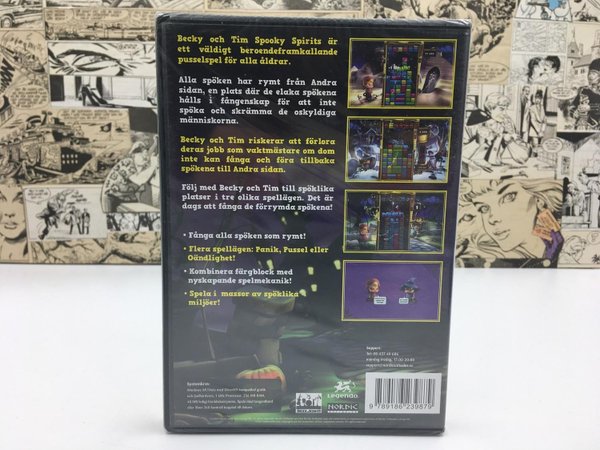 Becky och Tim Spooky Spirits är
ett väldigt beroendeframkallande
pusselspel för alla åldrar.
Alla spöken har rymt från Andra
sidan, en plats där de elaka spökena
hålls i fångenskap för att inte
spöka och skrämma de oskyldiga
människorna.
Becky och Tim riskerar att förlora
deras jobb som vaktmästare om dom
inte kan fånga och föra tillbaka
spökena till Andra sidan.
Följ med Becky och Tim till spöklika
platser i tre olika spellägen. Det är
dags att fånga de förrymda spökena!
• Fånga alla spöken som rymt!
• Flera spellägen: Panik, Pussel eller
Oändlighet!
• Kombinera färgblock med
nyskapande spelmekanik!
• Spela i massor av spöklika
miljöer!
Support:
Systemkrav:
Legendo
NORDIC
9 789186 239879